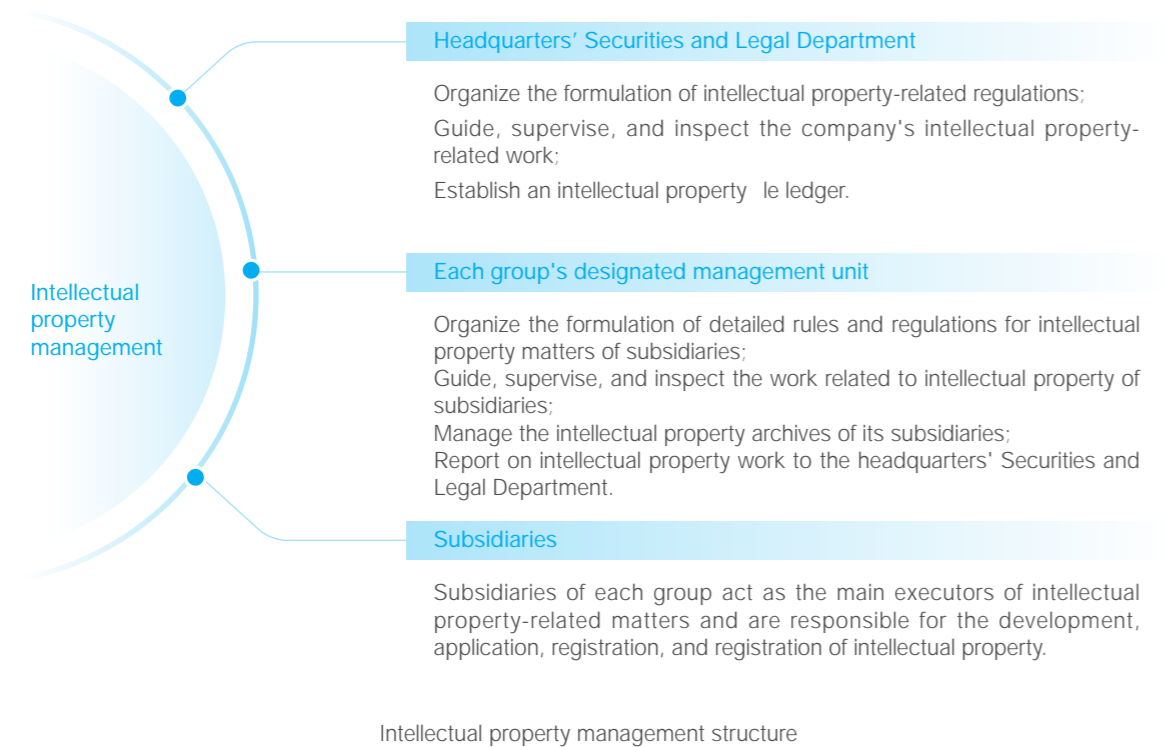 Headquarters’ Securities and Legal Department
Organize the formulation of intellectual property-related regulations;
Guide, supervise, and inspect the company's intellectual property-
related work;
Establish an intellectual property le ledger.
Intellectual
property
management
Each group's designated management unit
Organize the formulation of detailed rules and regulations for intellectual
property matters of subsidiaries;
Guide, supervise, and inspect the work related to intellectual property of
subsidiaries;
Manage the intellectual property archives of its subsidiaries;
Report on intellectual property work to the headquarters' Securities and
Legal Department.
Subsidiaries
Subsidiaries of each group act as the main executors of intellectual
property-related matters and are responsible for the development,
application, registration, and registration of intellectual property.
Intellectual property management structure